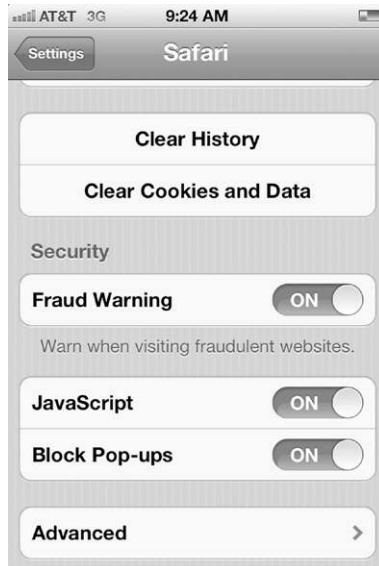 AT&T 3G 9:24 AM
Settings Safari
Clear History
Clear Cookies and Data
Security
Fraud Warning ON
Warn when visiting fraudulent websites.
JavaScript ON
Block Pop-ups ON
Advanced